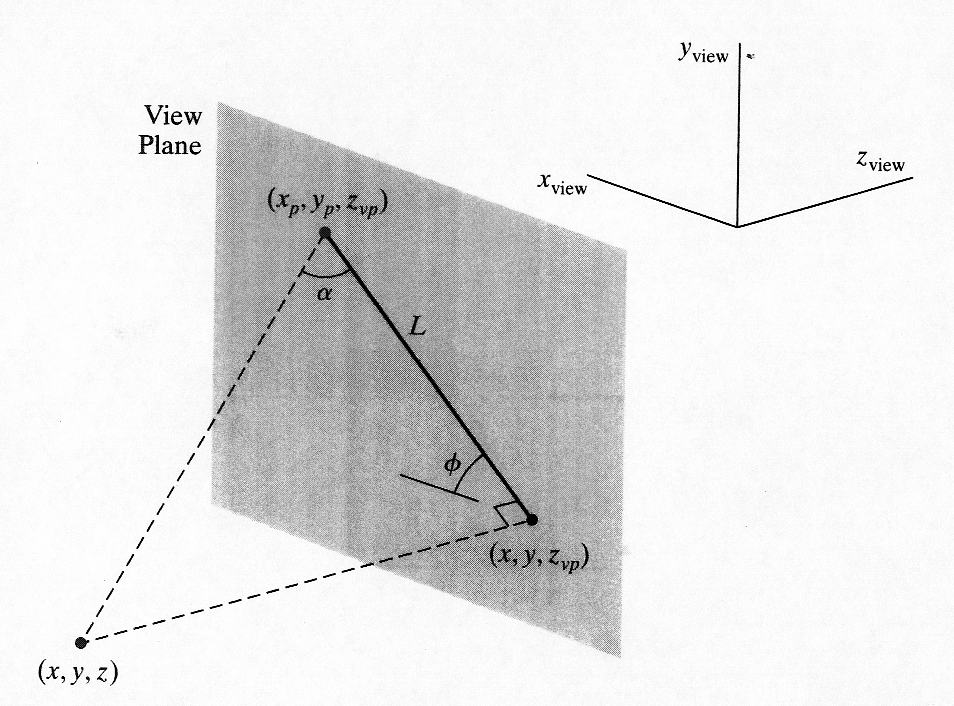 y_view
View
Plane
z_view
x_view
(x_p, y_p, z_vp)
α
L
ϕ
(x, y, z_vp)
(x, y, z)